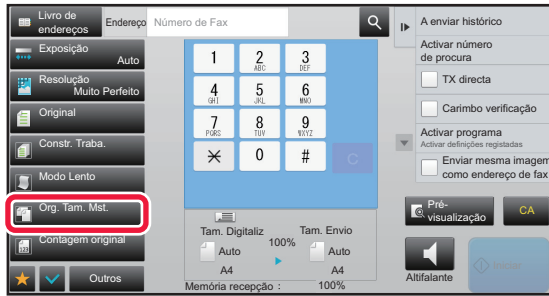 Livro de
endereços
Endereço
Número de Fax
Exposição
Auto
Resolução
Muito Perfeito
Original
Constr. Traba.
Modo Lento
Org. Tam. Mst.
Contagem original
123
Outros
1
2
ABC
3
DEF
4
GHI
5
JKL
6
MNO
7
PQRS
8
TUV
9
WXYZ
0
#
C
Tam. Digitaliz
100%
Tam. Envio
Auto
Auto
A4
A4
Memória recepção :
100%
A enviar histórico
Activar número
de procura
TX directa
Carimbo verificação
Activar programa
Activar definições registadas
Enviar mesma imagem
como endereço de fax
Pré-
visualização
CA
Altifalante
Iniciar